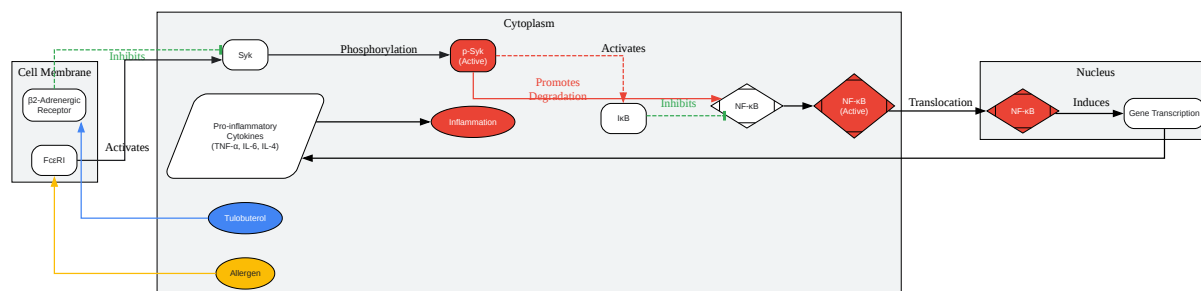 Cytoplasm
Inhibits
Syk
Phosphorylation
p-Syk
(Active)
Activates
Cell Membrane
β2-Adrenergic
Receptor
FcεRI
Activates
Promotes
Degradation
Pro-inflammatory
Cytokines
(TNF-α, IL-6, IL-4)
Inflammation
IκB
Inhibits
NF-κB
NF-κB
(Active)
Translocation
Nucleus
NF-κB
Induces
Gene Transcription
Tulobuterol
Allergen